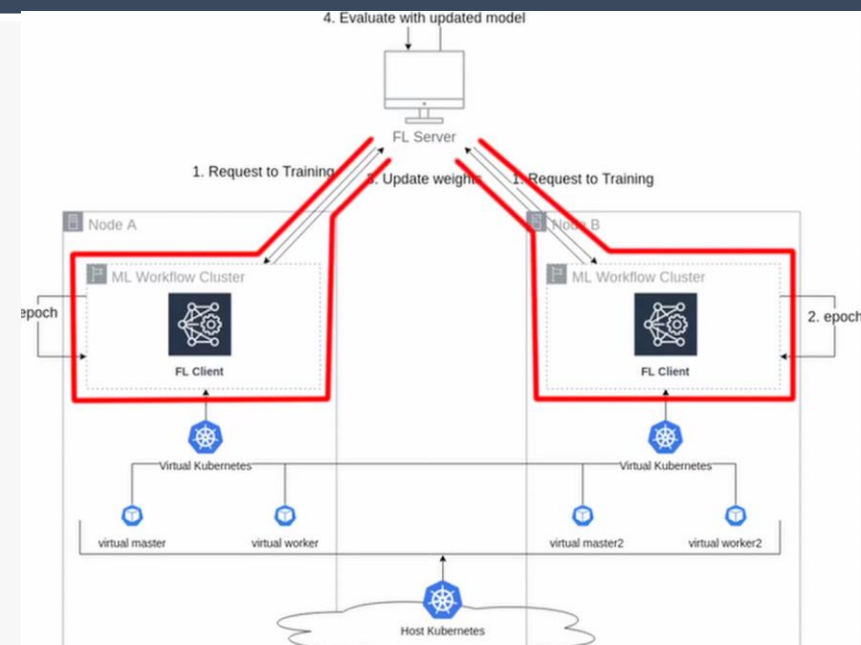 4. Evaluate with updated model
FL Server
1. Request to Training
3. Update weights
1. Request to Training
Node A
Node B
ML Workflow Cluster
ML Workflow Cluster
epoch
2. epoch
FL Client
FL Client
Virtual Kubernetes
Virtual Kubernetes
virtual master
virtual worker
virtual master2
virtual worker2
Host Kubernetes